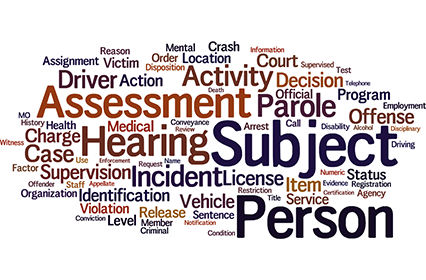 Reason Mental Crash Information
Assignment Victim Order Location Court Supervised
Disposition Test
Driver Action Activity Decision Telephone
Death Official Program
Assessment Parole Employment
MO History Health Medical Conveyance Review Arrest Call Disability Alcohol Offense Disciplinary
Witness Charge Hearing Subject Driving
Case Use Enforcement Request Name
Factor Supervision Incident License Numeric Status
Offender Staff Appellate Restriction Item Evidence Registration
Organization Identification Vehicle Title Service Certification Agency
Violation Release Sentence Person
Conviction Level Member Notification
Criminal Condition